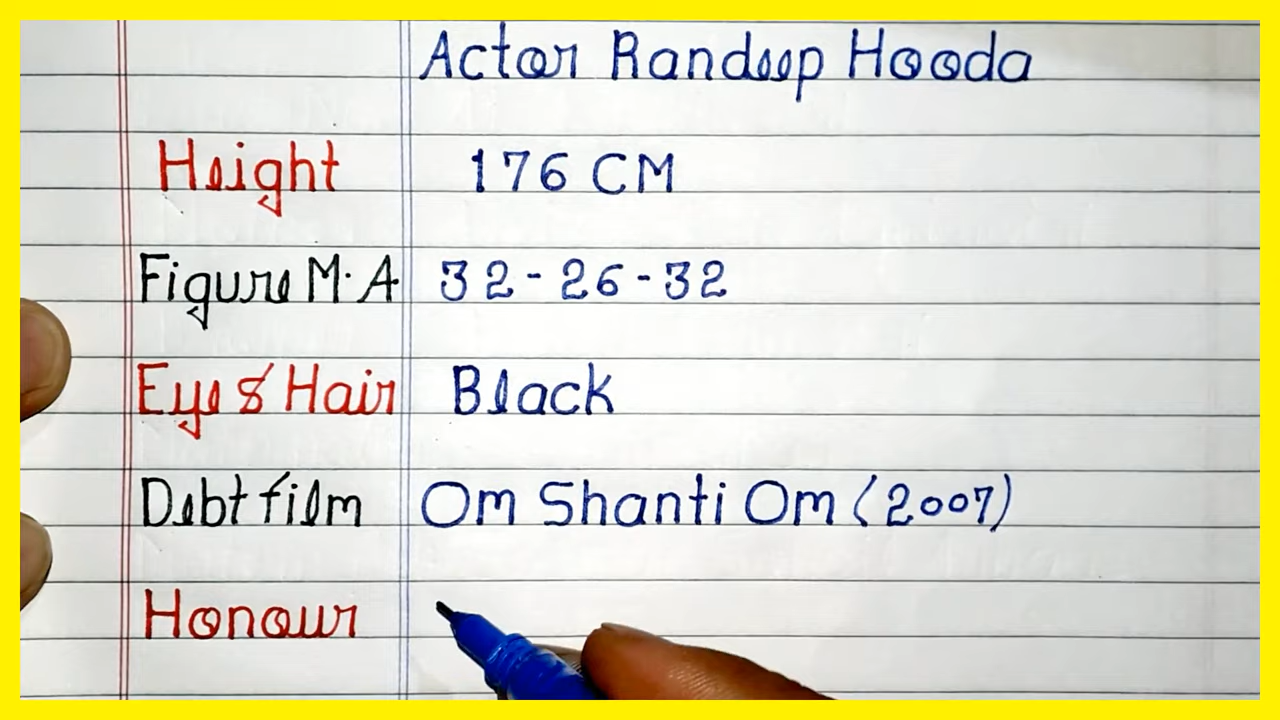 Actor Randeep Hooda
Height 176 CM
Figure M.A 32-26-32
Eye & Hair Black
Debt film Om Shanti Om (2007)
Honour